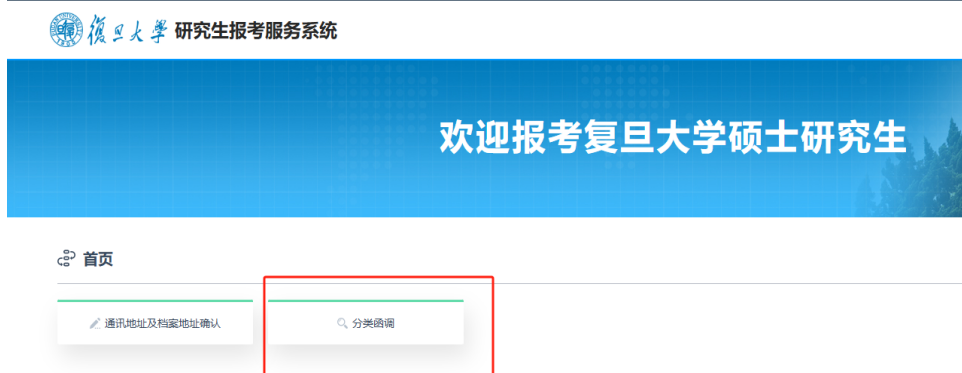 復旦大學 研究生报考服务系统
欢迎报考复旦大学硕士研究生
首页
通讯地址及档案地址确认 分类函调